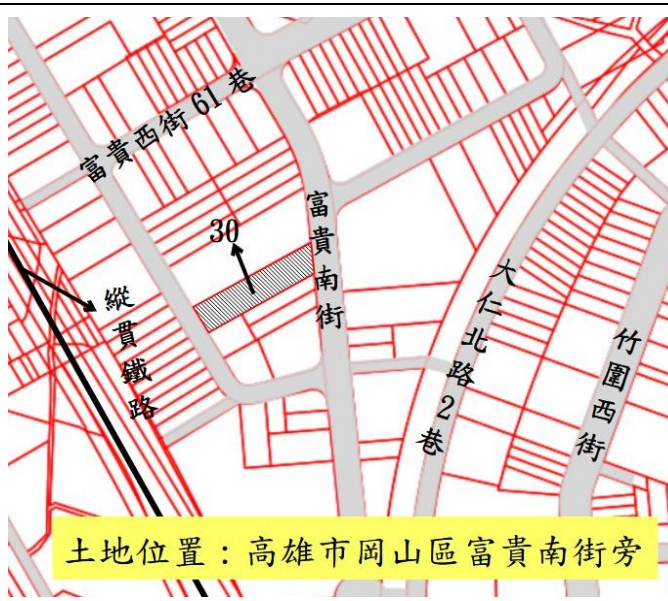 富貴西街61巷
30
富貴南街
縱貫鐵路
大仁北路2巷
竹圍西街
土地位置：高雄市岡山區富貴南街旁